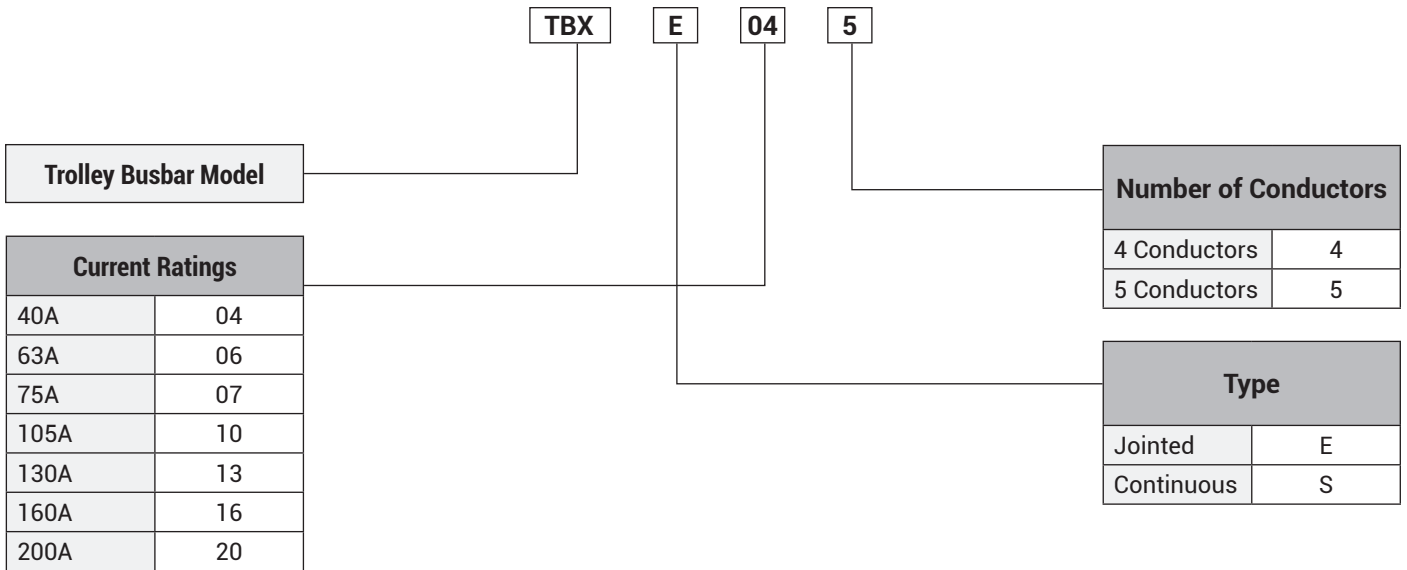 TBX E 04 5
Trolley Busbar Model
Current Ratings
40A 04
63A 06
75A 07
105A 10
130A 13
160A 16
200A 20
Number of Conductors
4 Conductors 4
5 Conductors 5
Type
Jointed E
Continuous S